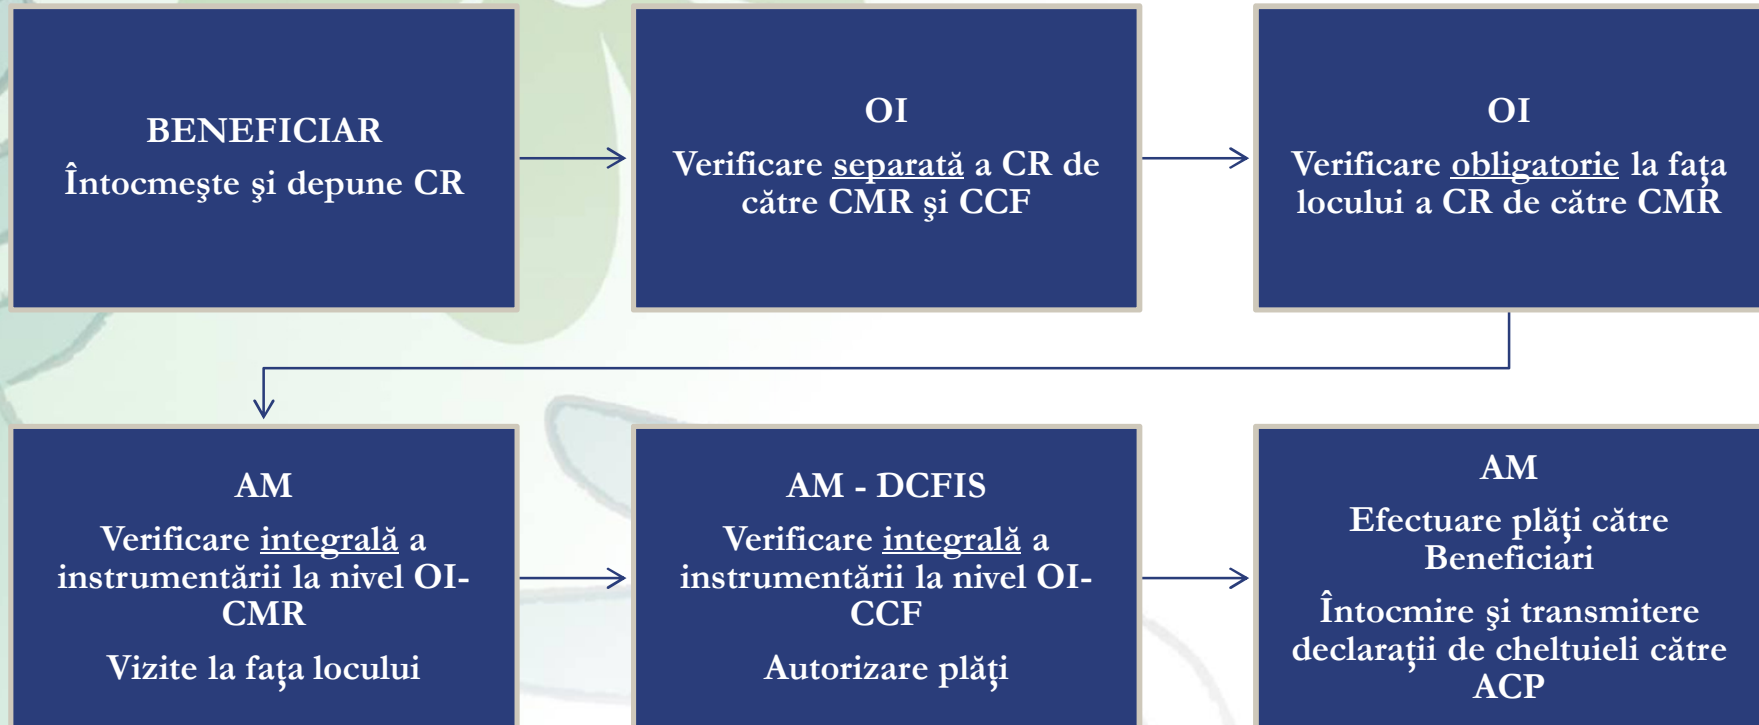 BENEFICIAR
Întocmeşte şi depune CR
OI
Verificare separată a CR de
către CMR şi CCF
OI
Verificare obligatorie la faţa
locului a CR de către CMR
AM
Verificare integrală a
instrumentării la nivel OI-
CMR
Vizite la faţa locului
AM - DCFIS
Verificare integrală a
instrumentării la nivel OI-
CCF
Autorizare plăţi
AM
Efectuare plăţi către
Beneficiari
Întocmire şi transmitere
declaraţii de cheltuieli către
ACP